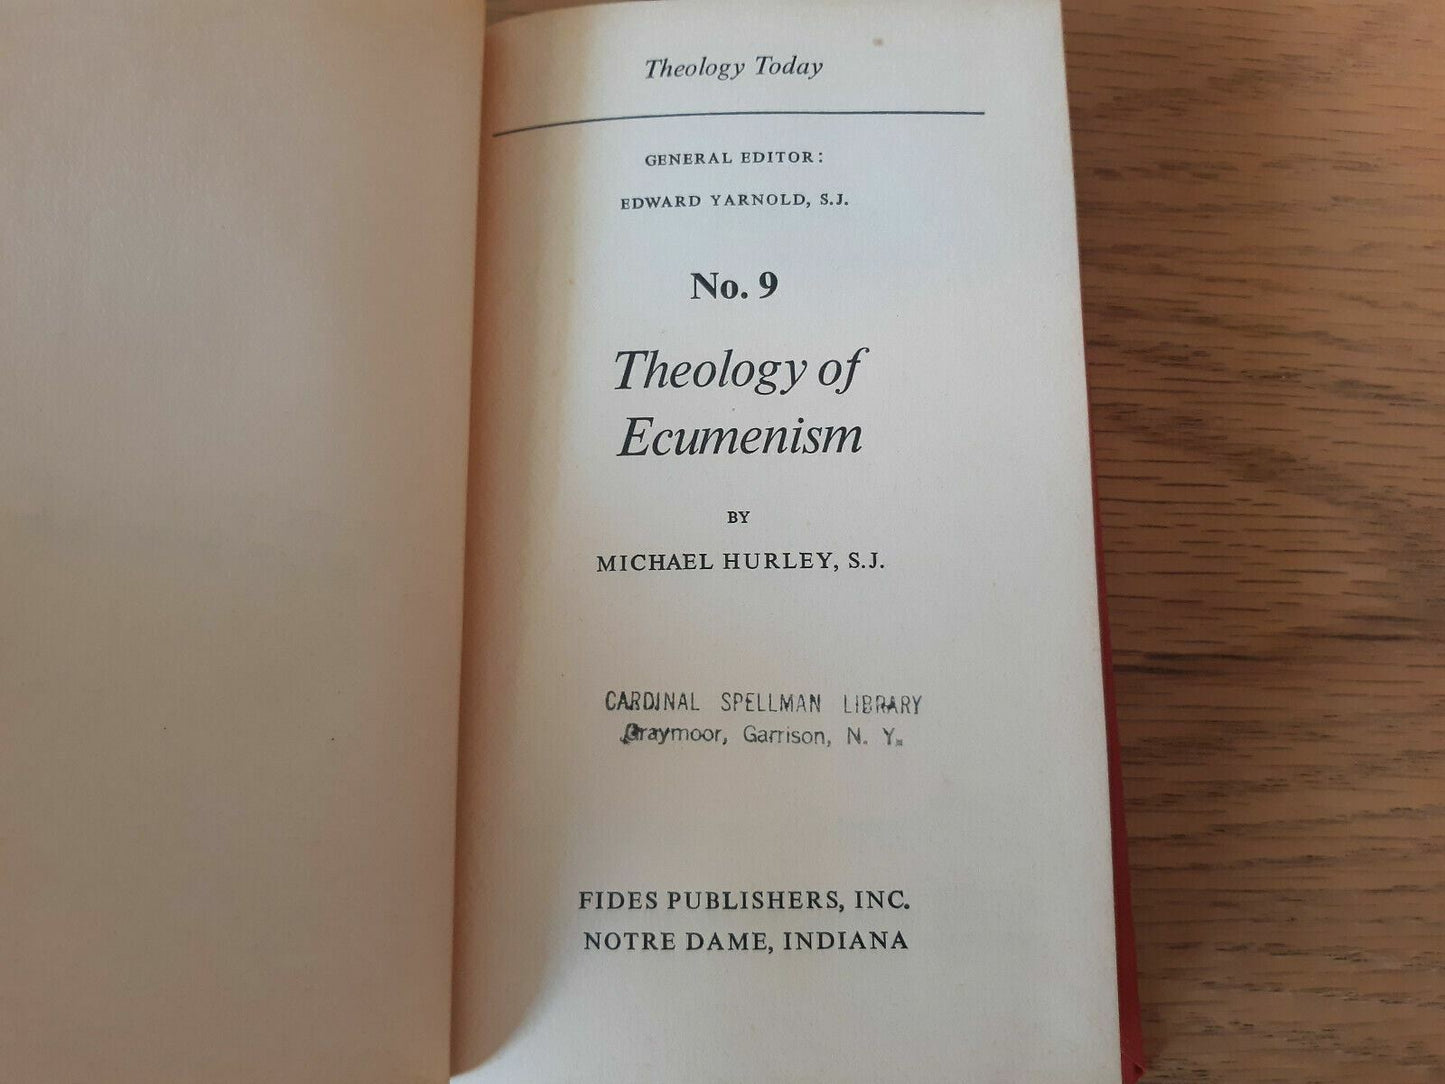 Theology Today
GENERAL EDITOR:
EDWARD YARNOLD, S.J.
No. 9
Theology of
Ecumenism
BY
MICHAEL HURLEY, S.J.
CARDINAL SPELLMAN LIBRARY
Graymoor, Garrison, N. Y.
FIDES PUBLISHERS, INC.
NOTRE DAME, INDIANA